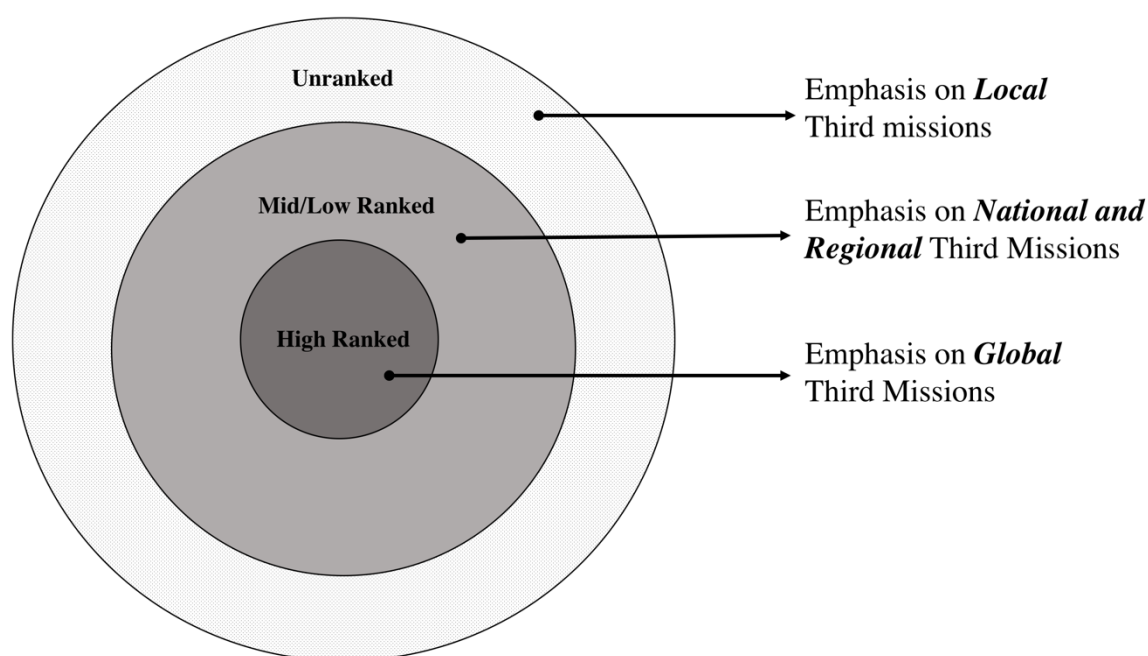 Unranked
Emphasis on Local
Third missions
Mid/Low Ranked
Emphasis on National and
Regional Third Missions
High Ranked
Emphasis on Global
Third Missions